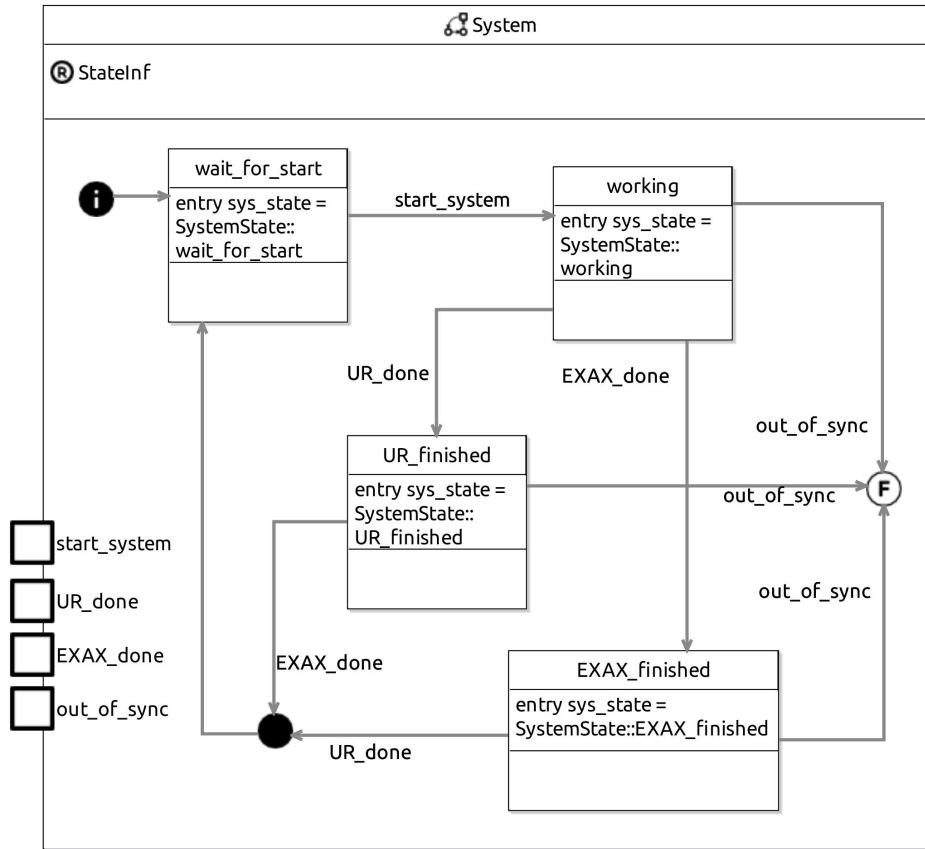 System
R StateInf
i
wait_for_start
entry sys_state =
SystemState::
wait_for_start
start_system
working
entry sys_state =
SystemState::
working
UR_done
EXAX_done
out_of_sync
UR_finished
entry sys_state =
SystemState::
UR_finished
out_of_sync
F
start_system
UR_done
EXAX_done
out_of_sync
out_of_sync
EXAX_done
EXAX_finished
entry sys_state =
SystemState::EXAX_finished
UR_done